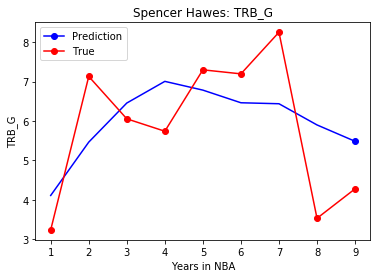 Spencer Hawes: TRB_G
Prediction
True
TRB_G
8
7
6
5
4
3
1 2 3 4 5 6 7 8 9
Years in NBA